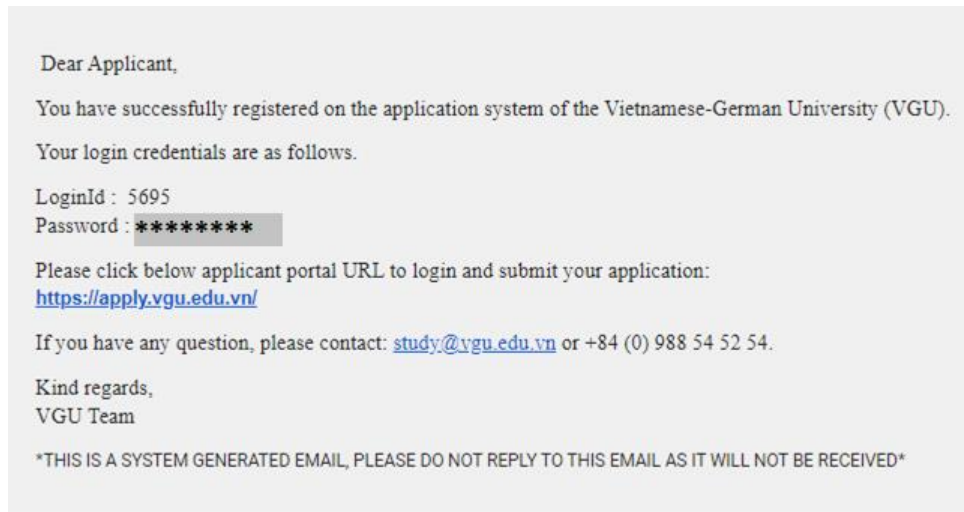 Dear Applicant,
You have successfully registered on the application system of the Vietnamese-German University (VGU).
Your login credentials are as follows.
LoginId : 5695
Password : ********
Please click below applicant portal URL to login and submit your application:
https://apply.vgu.edu.vn/
If you have any question, please contact: study@vgu.edu.vn or +84 (0) 988 54 52 54.
Kind regards,
VGU Team
*THIS IS A SYSTEM GENERATED EMAIL, PLEASE DO NOT REPLY TO THIS EMAIL AS IT WILL NOT BE RECEIVED*